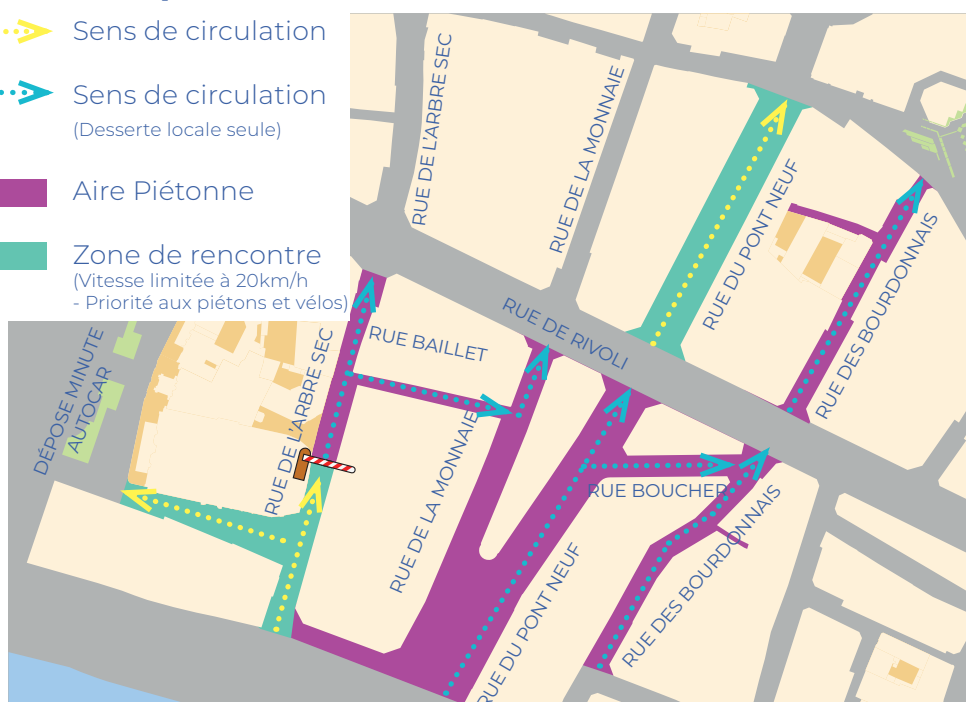 Sens de circulation
Sens de circulation
(Desserte locale seule)
Aire Piétonne
Zone de rencontre
(Vitesse limitée à 20km/h
- Priorité aux piétons et vélos)
RUE DE L'ARBRE SEC
RUE DE LA MONNAIE
RUE DU PONT NEUF
RUE DES BOURDONNAIS
RUE DE RIVOLI
RUE BAILLET
DÉPOSE MINUTE
AUTOCAR
RUE DE L'ARBRE SEC
RUE DE LA MONNAIE
RUE BOUCHER
RUE DU PONT NEUF
RUE DES BOURDONNAIS